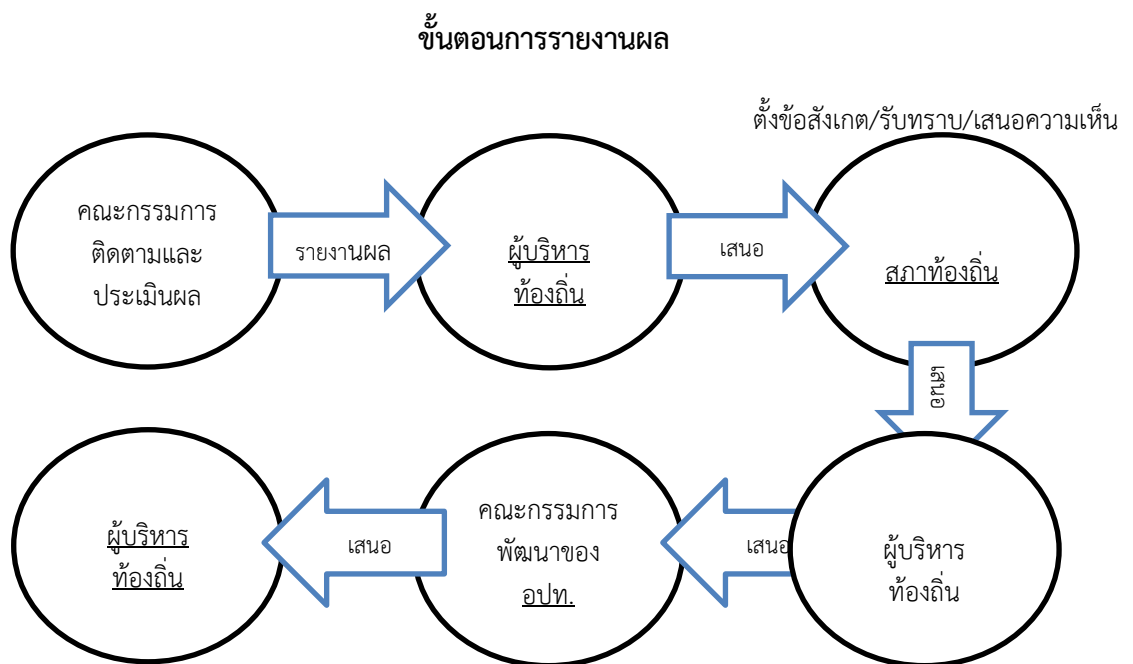 ขั้นตอนการรายงานผล
ตั้งข้อสังเกต/รับทราบ/เสนอความเห็น
คณะกรรมการ
ติดตามและ
ประเมินผล
รายงานผล
ผู้บริหาร
ท้องถิ่น
เสนอ
สภาท้องถิ่น
เสนอ
ผู้บริหาร
ท้องถิ่น
เสนอ
คณะกรรมการ
พัฒนาของ
อปท.
เสนอ
ผู้บริหาร
ท้องถิ่น